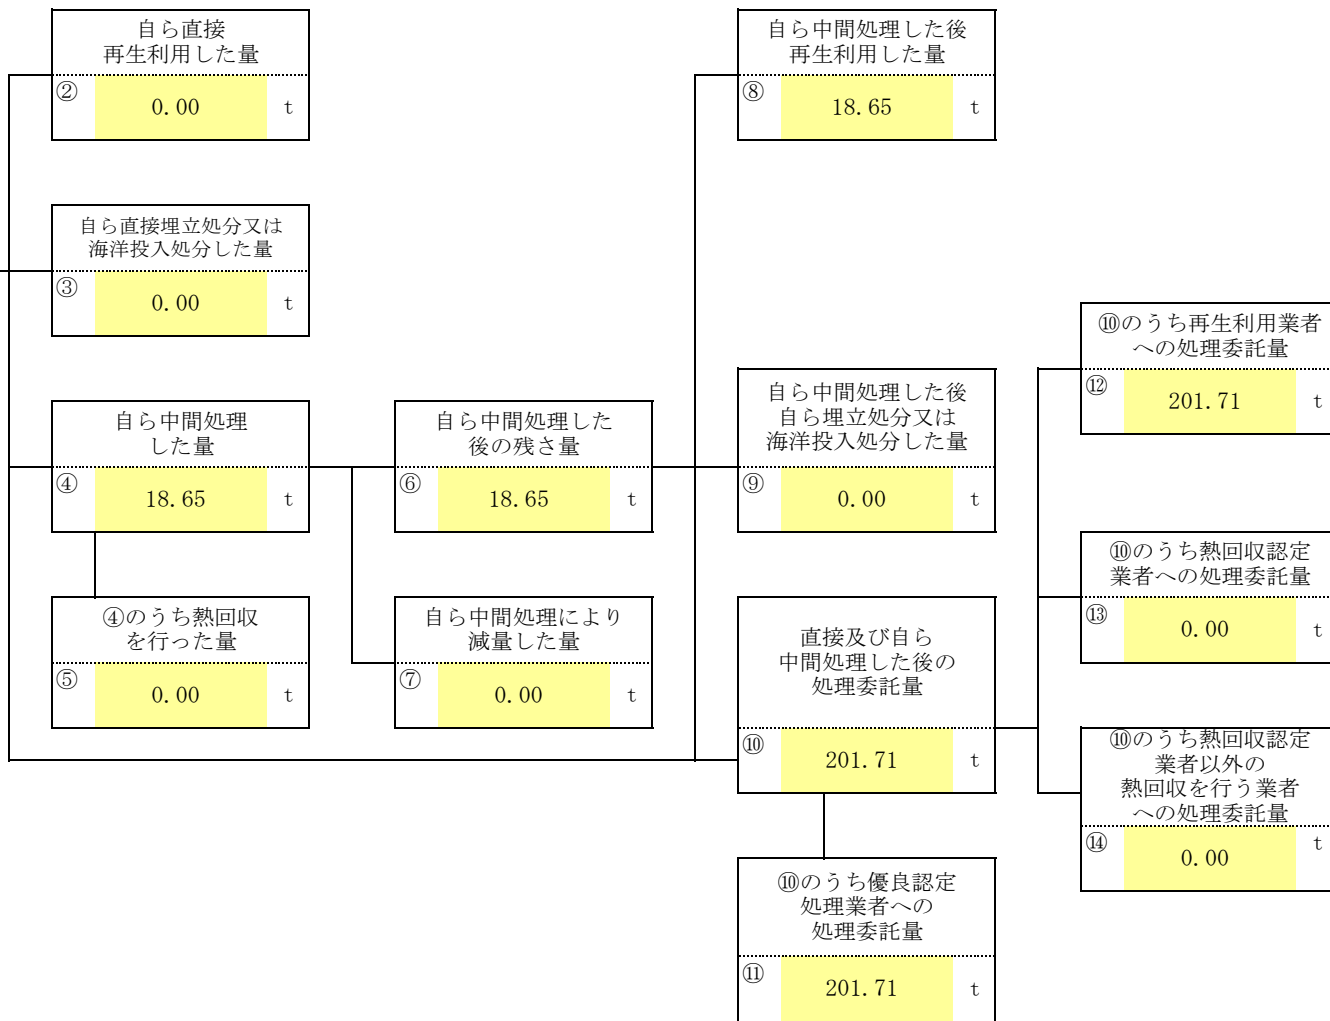 自ら直接
再生利用した量
② 0.00 t
自ら直接埋立処分又は
海洋投入処分した量
③ 0.00 t
自ら中間処理
した量
④ 18.65 t
④のうち熱回収
を行った量
⑤ 0.00 t
自ら中間処理した
後の残さ量
⑥ 18.65 t
自ら中間処理により
減量した量
⑦ 0.00 t
自ら中間処理した後
再生利用した量
⑧ 18.65 t
自ら中間処理した後
自ら埋立処分又は
海洋投入処分した量
⑨ 0.00 t
直接及び自ら
中間処理した後の
処理委託量
⑩ 201.71 t
⑩のうち優良認定
処理業者への
処理委託量
⑪ 201.71 t
⑩のうち再生利用業者
への処理委託量
⑫ 201.71 t
⑩のうち熱回収認定
業者への処理委託量
⑬ 0.00 t
⑩のうち熱回収認定
業者以外の
熱回収を行う業者
への処理委託量
⑭ 0.00 t